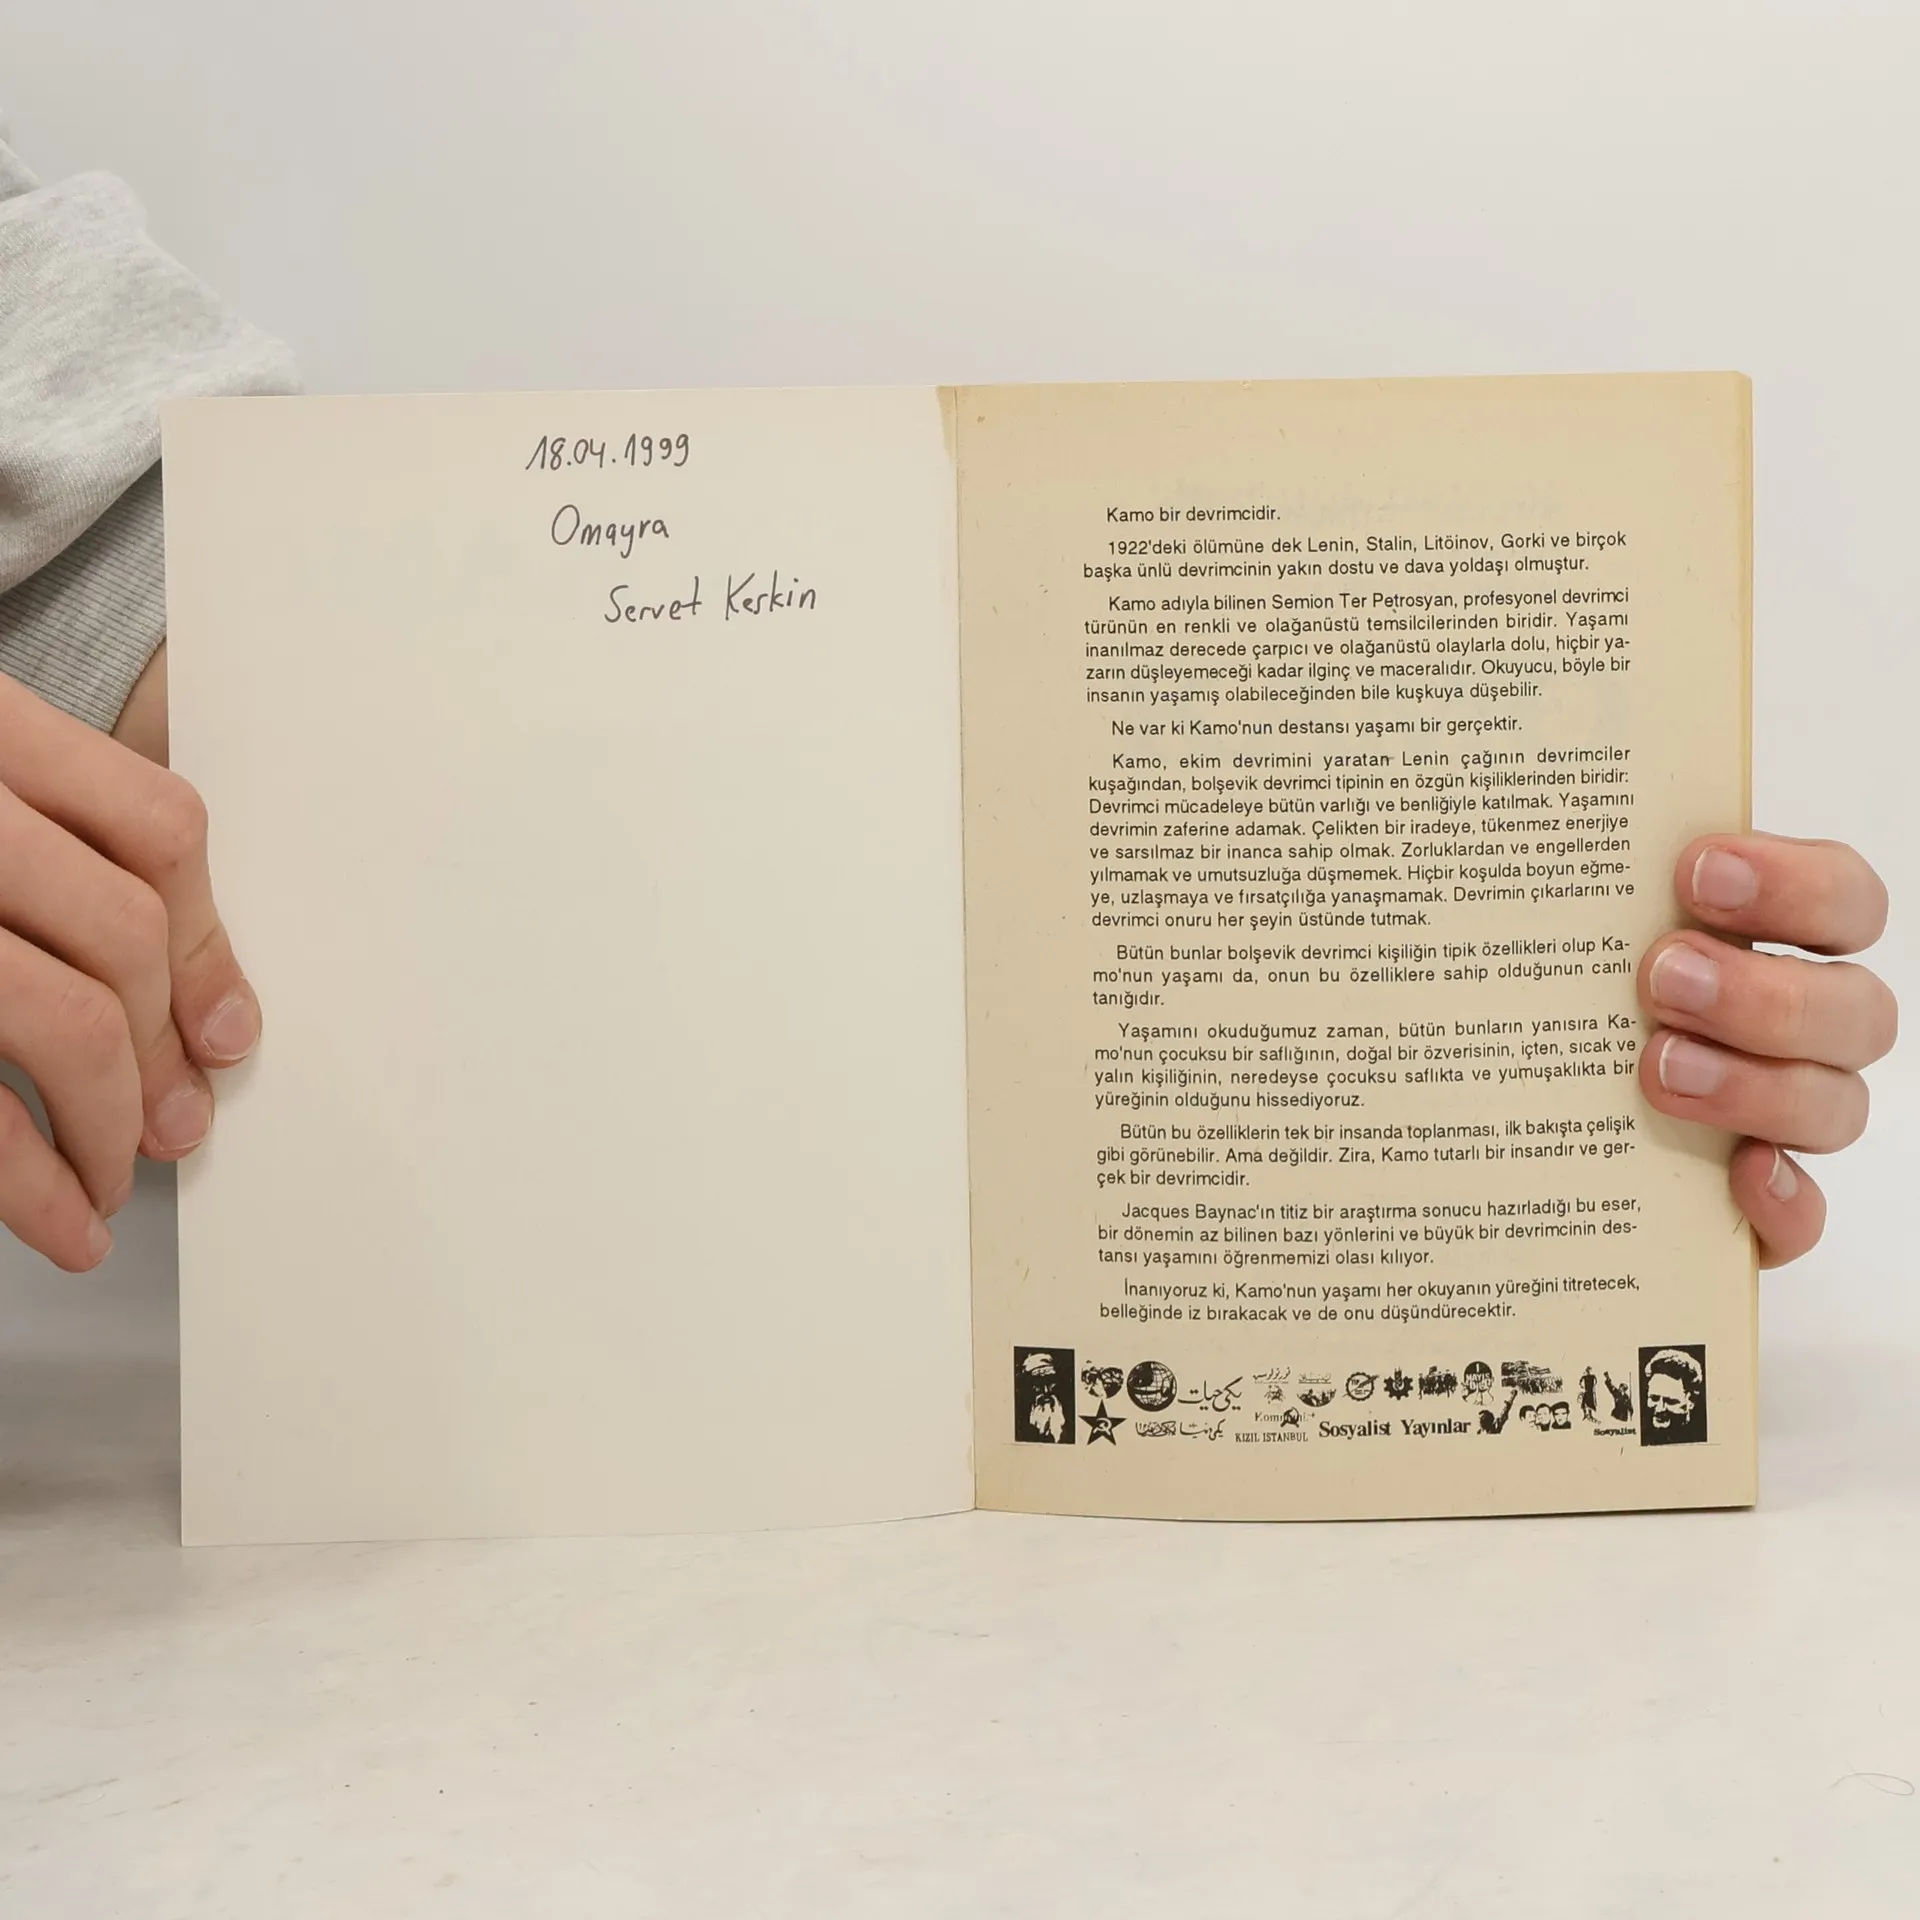 18.04.1999
Omayra
Servet Keskin
Kamo bir devrimcidir.
1922'deki ölümüne dek Lenin, Stalin, Litöinov, Gorki ve birçok
başka ünlü devrimcinin yakın dostu ve dava yoldaşı olmuştur.
Kamo adıyla bilinen Semion Ter Petrosyan, profesyonel devrimci
türünün en renkli ve olağanüstü temsilcilerinden biridir. Yaşamı
inanılmaz derecede çarpıcı ve olağanüstü olaylarla dolu, hiçbir ya-
zarın düşleyemeceği kadar ilginç ve maceralıdır. Okuyucu, böyle bir
insanın yaşamış olabileceğinden bile kuşkuya düşebilir.
Ne var ki Kamo'nun destansı yaşamı bir gerçektir.
Kamo, ekim devrimini yaratan Lenin çağının devrimciler
kuşağından, bolşevik devrimci tipinin en özgün kişiliklerinden biridir:
Devrimci mücadeleye bütün varlığı ve benliğiyle katılmak. Yaşamını
devrimin zaferine adamak. Çelikten bir iradeye, tükenmez enerjiye
ve sarsılmaz bir inanca sahip olmak. Zorluklardan ve engellerden
yılmamak ve umutsuzluğa düşmemek. Hiçbir koşulda boyun eğme-
ye, uzlaşmaya ve fırsatçılığa yanaşmamak. Devrimin çıkarlarını ve
devrimci onuru her şeyin üstünde tutmak.
Bütün bunlar bolşevik devrimci kişiliğin tipik özellikleri olup Ka-
mo'nun yaşamı da, onun bu özelliklere sahip olduğunun canlı
tanığıdır.
Yaşamını okuduğumuz zaman, bütün bunların yanısıra Ka-
mo'nun çocuksu bir saflığının, doğal bir özverisinin, içten, sıcak ve
yalın kişiliğinin, neredeyse çocuksu saflıkta ve yumuşaklıkta bir
yüreğinin olduğunu hissediyoruz.
Bütün bu özelliklerin tek bir insanda toplanması, ilk bakışta çelişik
gibi görünebilir. Ama değildir. Zira, Kamo tutarlı bir insandır ve ger-
çek bir devrimcidir.
Jacques Baynac'ın titiz bir araştırma sonucu hazırladığı bu eser,
bir dönemin az bilinen bazı yönlerini ve büyük bir devrimcinin des-
tansı yaşamını öğrenmemizi olası kılıyor.
İnanıyoruz ki, Kamo'nun yaşamı her okuyanın yüreğini titretecek,
belleğinde iz bırakacak ve de onu düşündürecektir.
KIZIL ISTANBUL Sosyalist Yayınlar Sosyalist